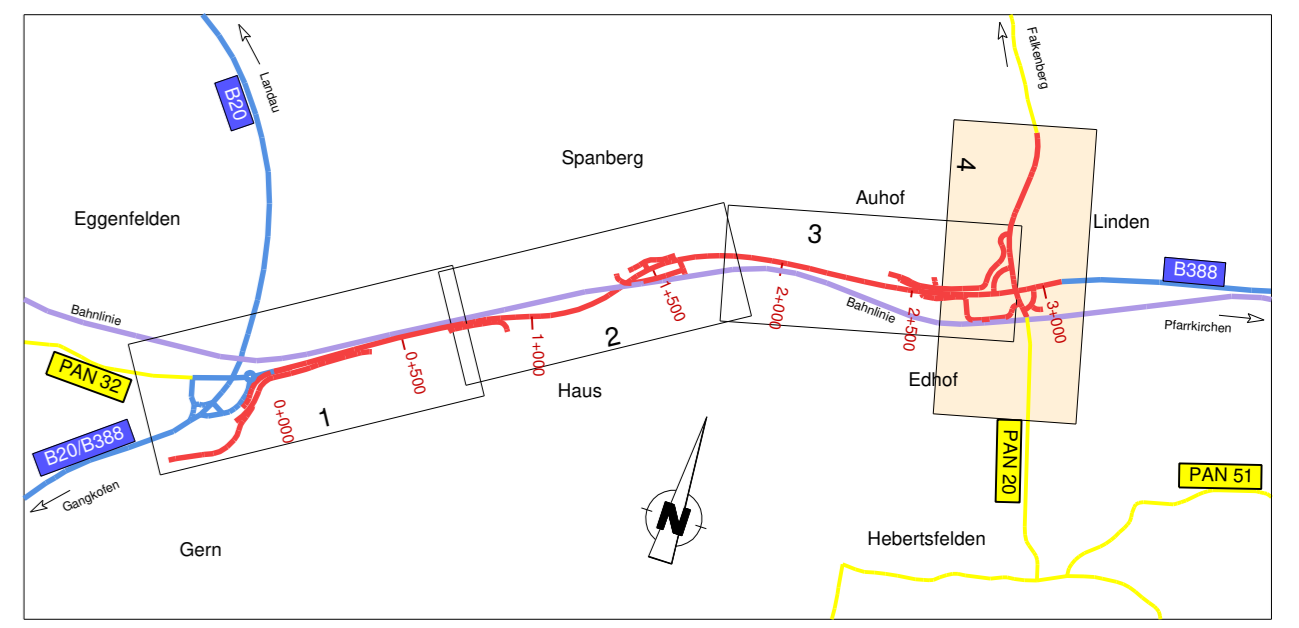 B20
Landau
Falkenberg
Spanberg
4
Auhof
Eggenfelden
Linden
3
B388
Bahnlinie
1+500
2+000
Bahnlinie
2+500
3+000
Pfarrkirchen
PAN 32
0+500
1+000
2
Haus
Edhof
0+000
1
B20/B388
Gangkofen
PAN 20
PAN 51
N
Gern
Hebertsfelden